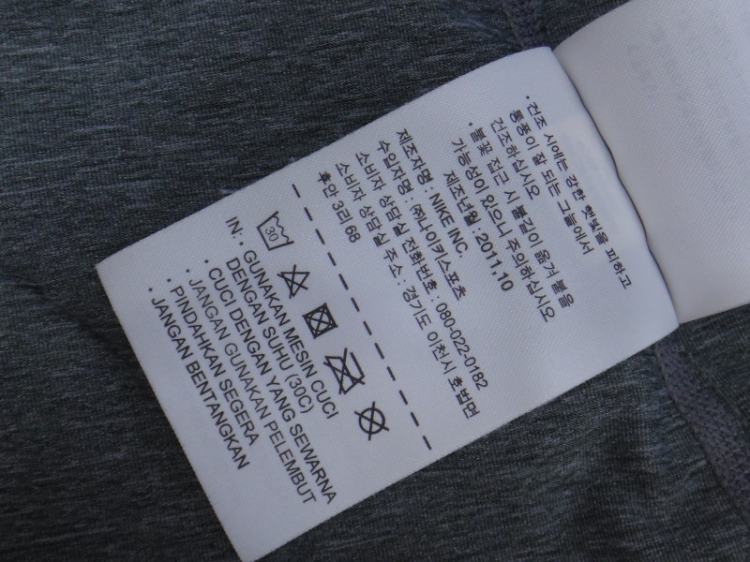 • 건조 시에는 강한 햇빛을 피하고
통풍이 잘 되는 그늘에서
건조하십시오
• 불꽃 접근 시 불길이 옮겨 붙을
가능성이 있으니 주의하십시오
제조년월 : 2011.10
제조자명 : NIKE INC.
수입자명 : ㈜나이키스포츠
소비자 상담실 전화번호 : 080-022-0182
소비자 상담실 주소 : 경기도 이천시 호법면
후안 3리 68
30
IN: • GUNAKAN MESIN CUCI
DENGAN SUHU (30C)
• CUCI DENGAN YANG SEWARNA
• JANGAN GUNAKAN PELEMBUT
• PINDAHKAN SEGERA
• JANGAN BENTANGKAN